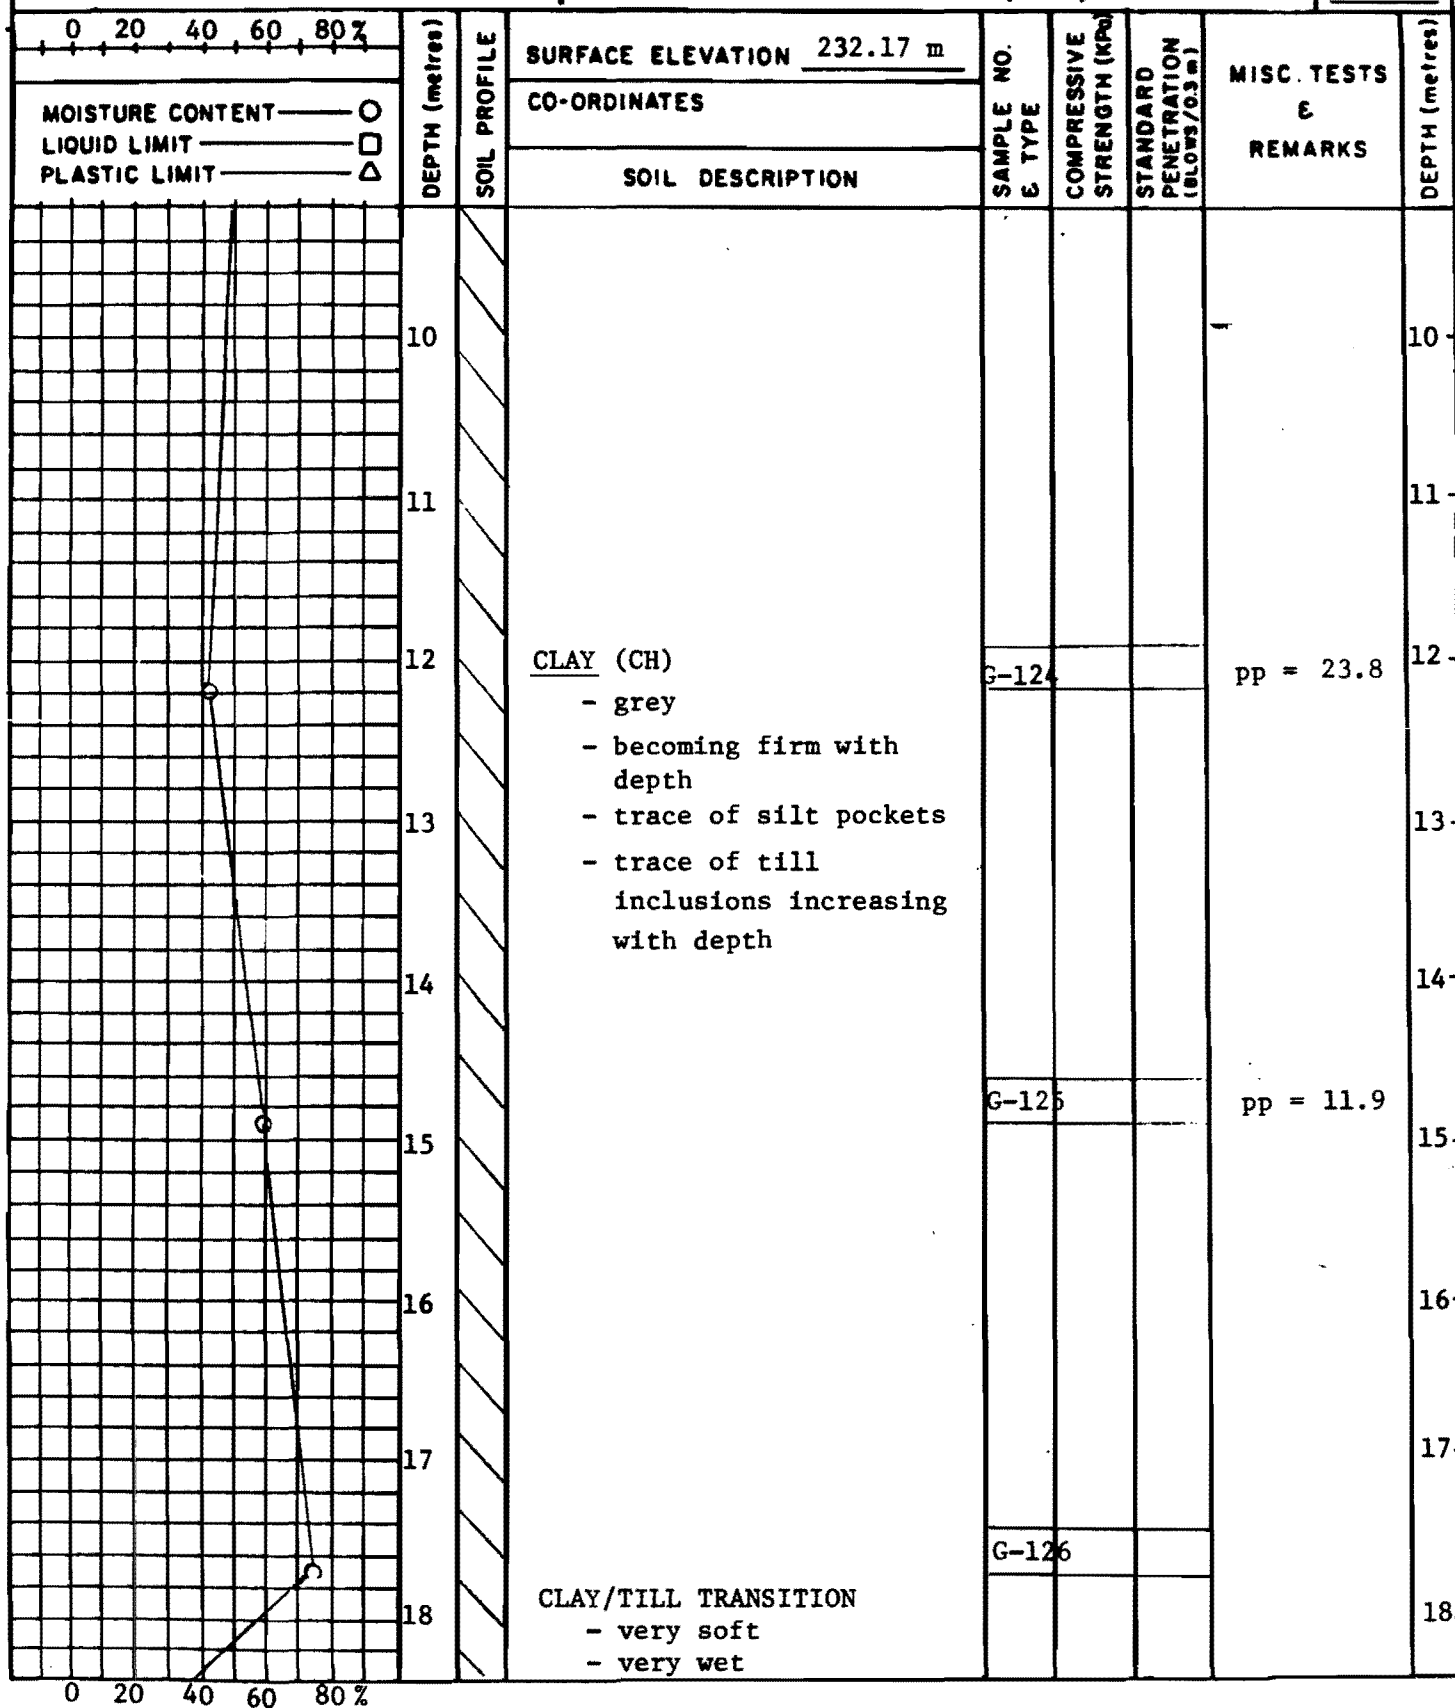 0 20 40 60 80%
MOISTURE CONTENT
LIQUID LIMIT
PLASTIC LIMIT
DEPTH (metres)
SOIL PROFILE
SURFACE ELEVATION 232.17 m
CO-ORDINATES
SOIL DESCRIPTION
SAMPLE NO.
& TYPE
COMPRESSIVE
STRENGTH (KPa)
STANDARD
PENETRATION
(BLOWS/0.3 m)
MISC. TESTS
&
REMARKS
DEPTH (metres)
10 10
11 11
12 12
CLAY (CH)
G-124
pp = 23.8
- grey
- becoming firm with
depth
- trace of silt pockets
13 13
- trace of till
inclusions increasing
with depth
14 14
G-125
pp = 11.9
15 15
16 16
17 17
G-126
CLAY/TILL TRANSITION
18 18
- very soft
- very wet
0 20 40 60 80%